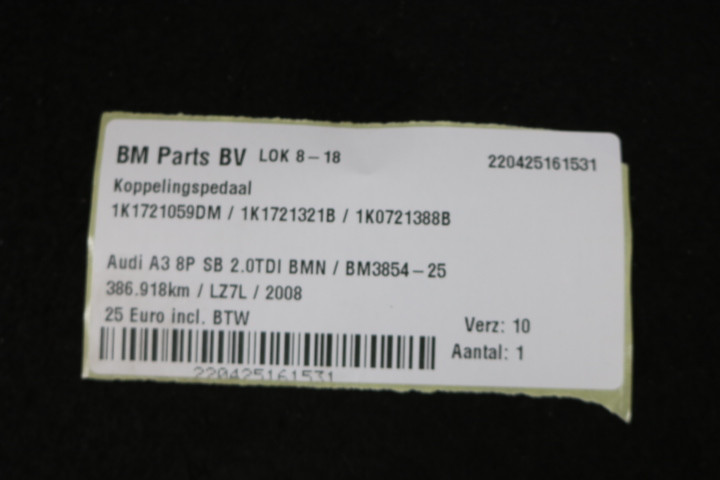 BM Parts BV LOK 8-18 220425161531
Koppelingspedaal
1K1721059DM / 1K1721321B / 1K0721388B
Audi A3 8P SB 2.0TDI BMN / BM3854-25
386.918km / LZ7L / 2008
25 Euro incl. BTW
Verz: 10
Aantal: 1
220425161531